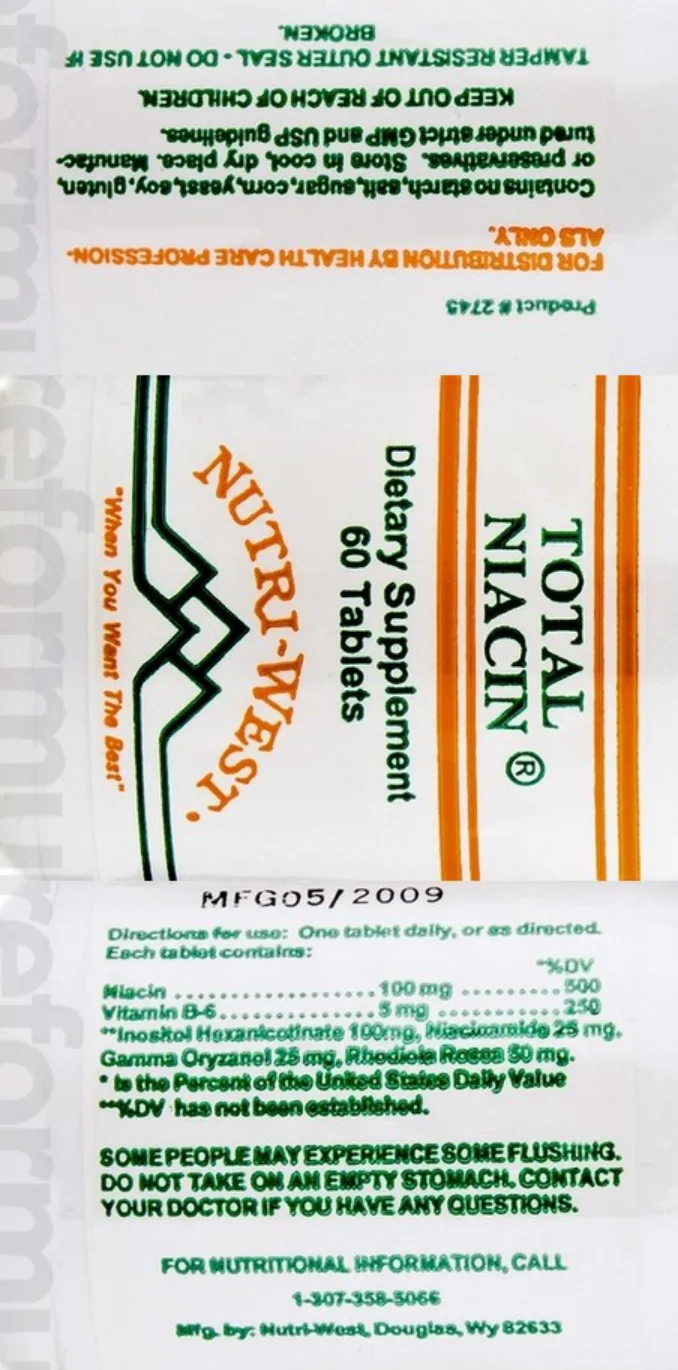 Product # 2745
FOR DISTRIBUTION BY HEALTH CARE PROFESSION-
ALS ONLY.
Contains no starch, salt, sugar, corn, yeast, soy, gluten,
or preservatives. Store in cool, dry place. Manufac-
tured under strict GMP and USP guidelines.
KEEP OUT OF REACH OF CHILDREN.
TAMPER RESISTANT OUTER SEAL - DO NOT USE IF
BROKEN.
TOTAL
NIACIN ®
Dietary Supplement
60 Tablets
NUTRI-WEST
"When You Want The Best"
MFG05/2009
Directions for use: One tablet daily, or as directed.
Each tablet contains:
*%DV
Niacin ................... 100 mg .......... 500
Vitamin B-6 ............... 5 mg ............ 250
**Inositol Hexanicotinate 100mg, Niacinamide 25 mg,
Gamma Oryzanol 25 mg, Rhodiola Rosea 50 mg.
* Is the Percent of the United States Daily Value
**%DV has not been established.
SOME PEOPLE MAY EXPERIENCE SOME FLUSHING.
DO NOT TAKE ON AN EMPTY STOMACH. CONTACT
YOUR DOCTOR IF YOU HAVE ANY QUESTIONS.
FOR NUTRITIONAL INFORMATION, CALL
1-307-358-5066
Mfg. by: Nutri-West, Douglas, Wy 82633